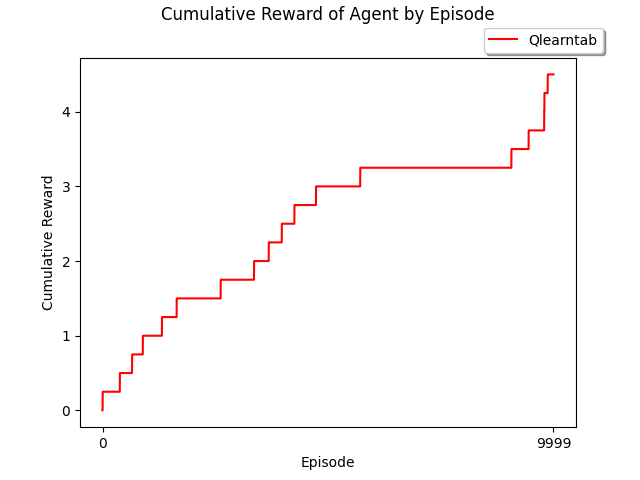 Cumulative Reward of Agent by Episode
Qlearntab
4
3
2
1
0
Cumulative Reward
0 9999
Episode